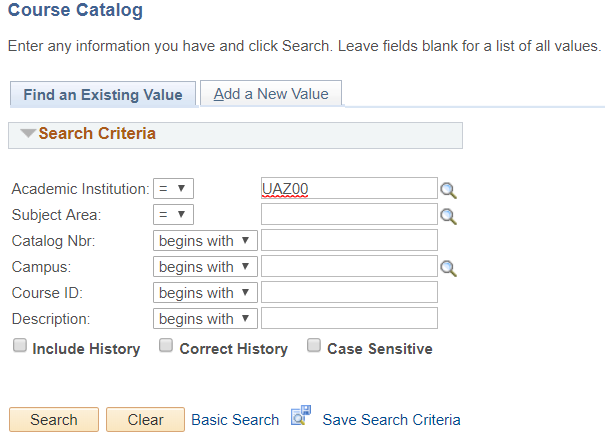 Course Catalog
Enter any information you have and click Search. Leave fields blank for a list of all values.
Find an Existing Value Add a New Value
Search Criteria
Academic Institution: = UAZ00
Subject Area: =
Catalog Nbr: begins with
Campus: begins with
Course ID: begins with
Description: begins with
Include History Correct History Case Sensitive
Search Clear Basic Search Save Search Criteria